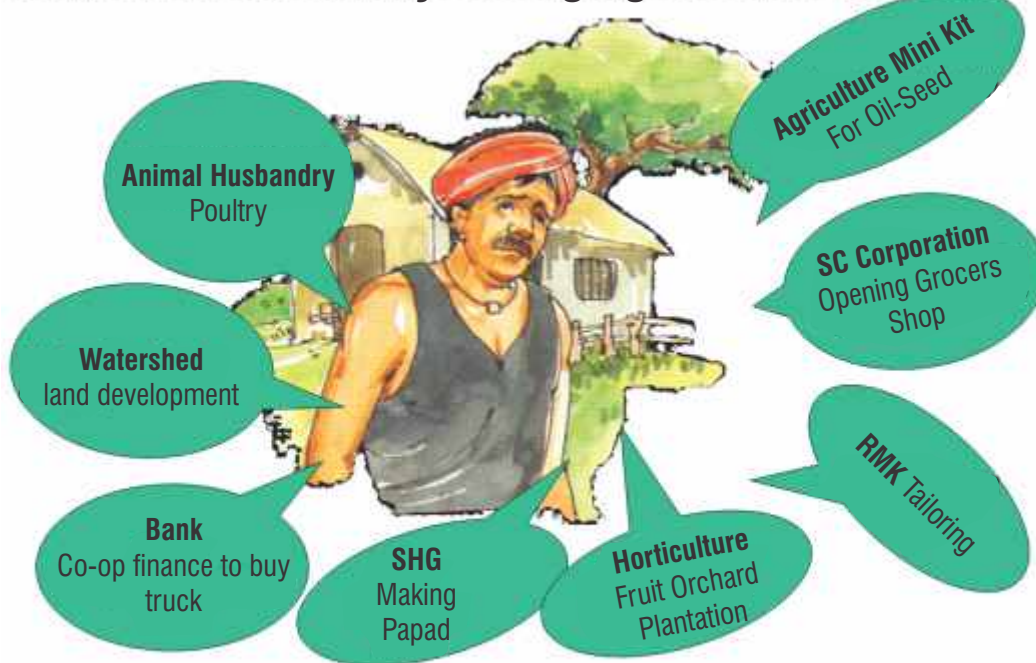 Agriculture Mini Kit
For Oil-Seed
Animal Husbandry
Poultry
SC Corporation
Opening Grocers
Shop
Watershed
land development
RMK Tailoring
Bank
Co-op finance to buy
truck
SHG
Making
Papad
Horticulture
Fruit Orchard
Plantation